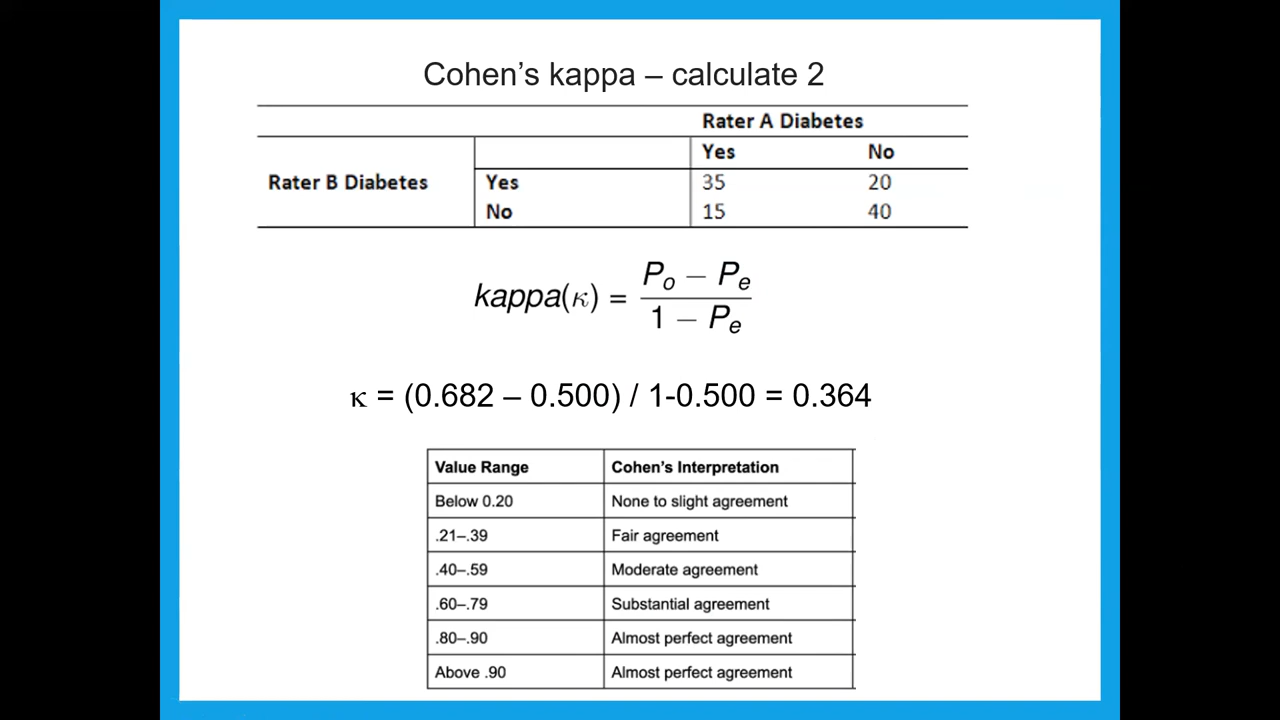 Cohen’s kappa – calculate 2
Rater A Diabetes
Yes No
Rater B Diabetes Yes 35 20
No 15 40
kappa(κ) = Po − Pe / 1 − Pe
κ = (0.682 – 0.500) / 1-0.500 = 0.364
Value Range Cohen’s Interpretation
Below 0.20 None to slight agreement
.21–.39 Fair agreement
.40–.59 Moderate agreement
.60–.79 Substantial agreement
.80–.90 Almost perfect agreement
Above .90 Almost perfect agreement